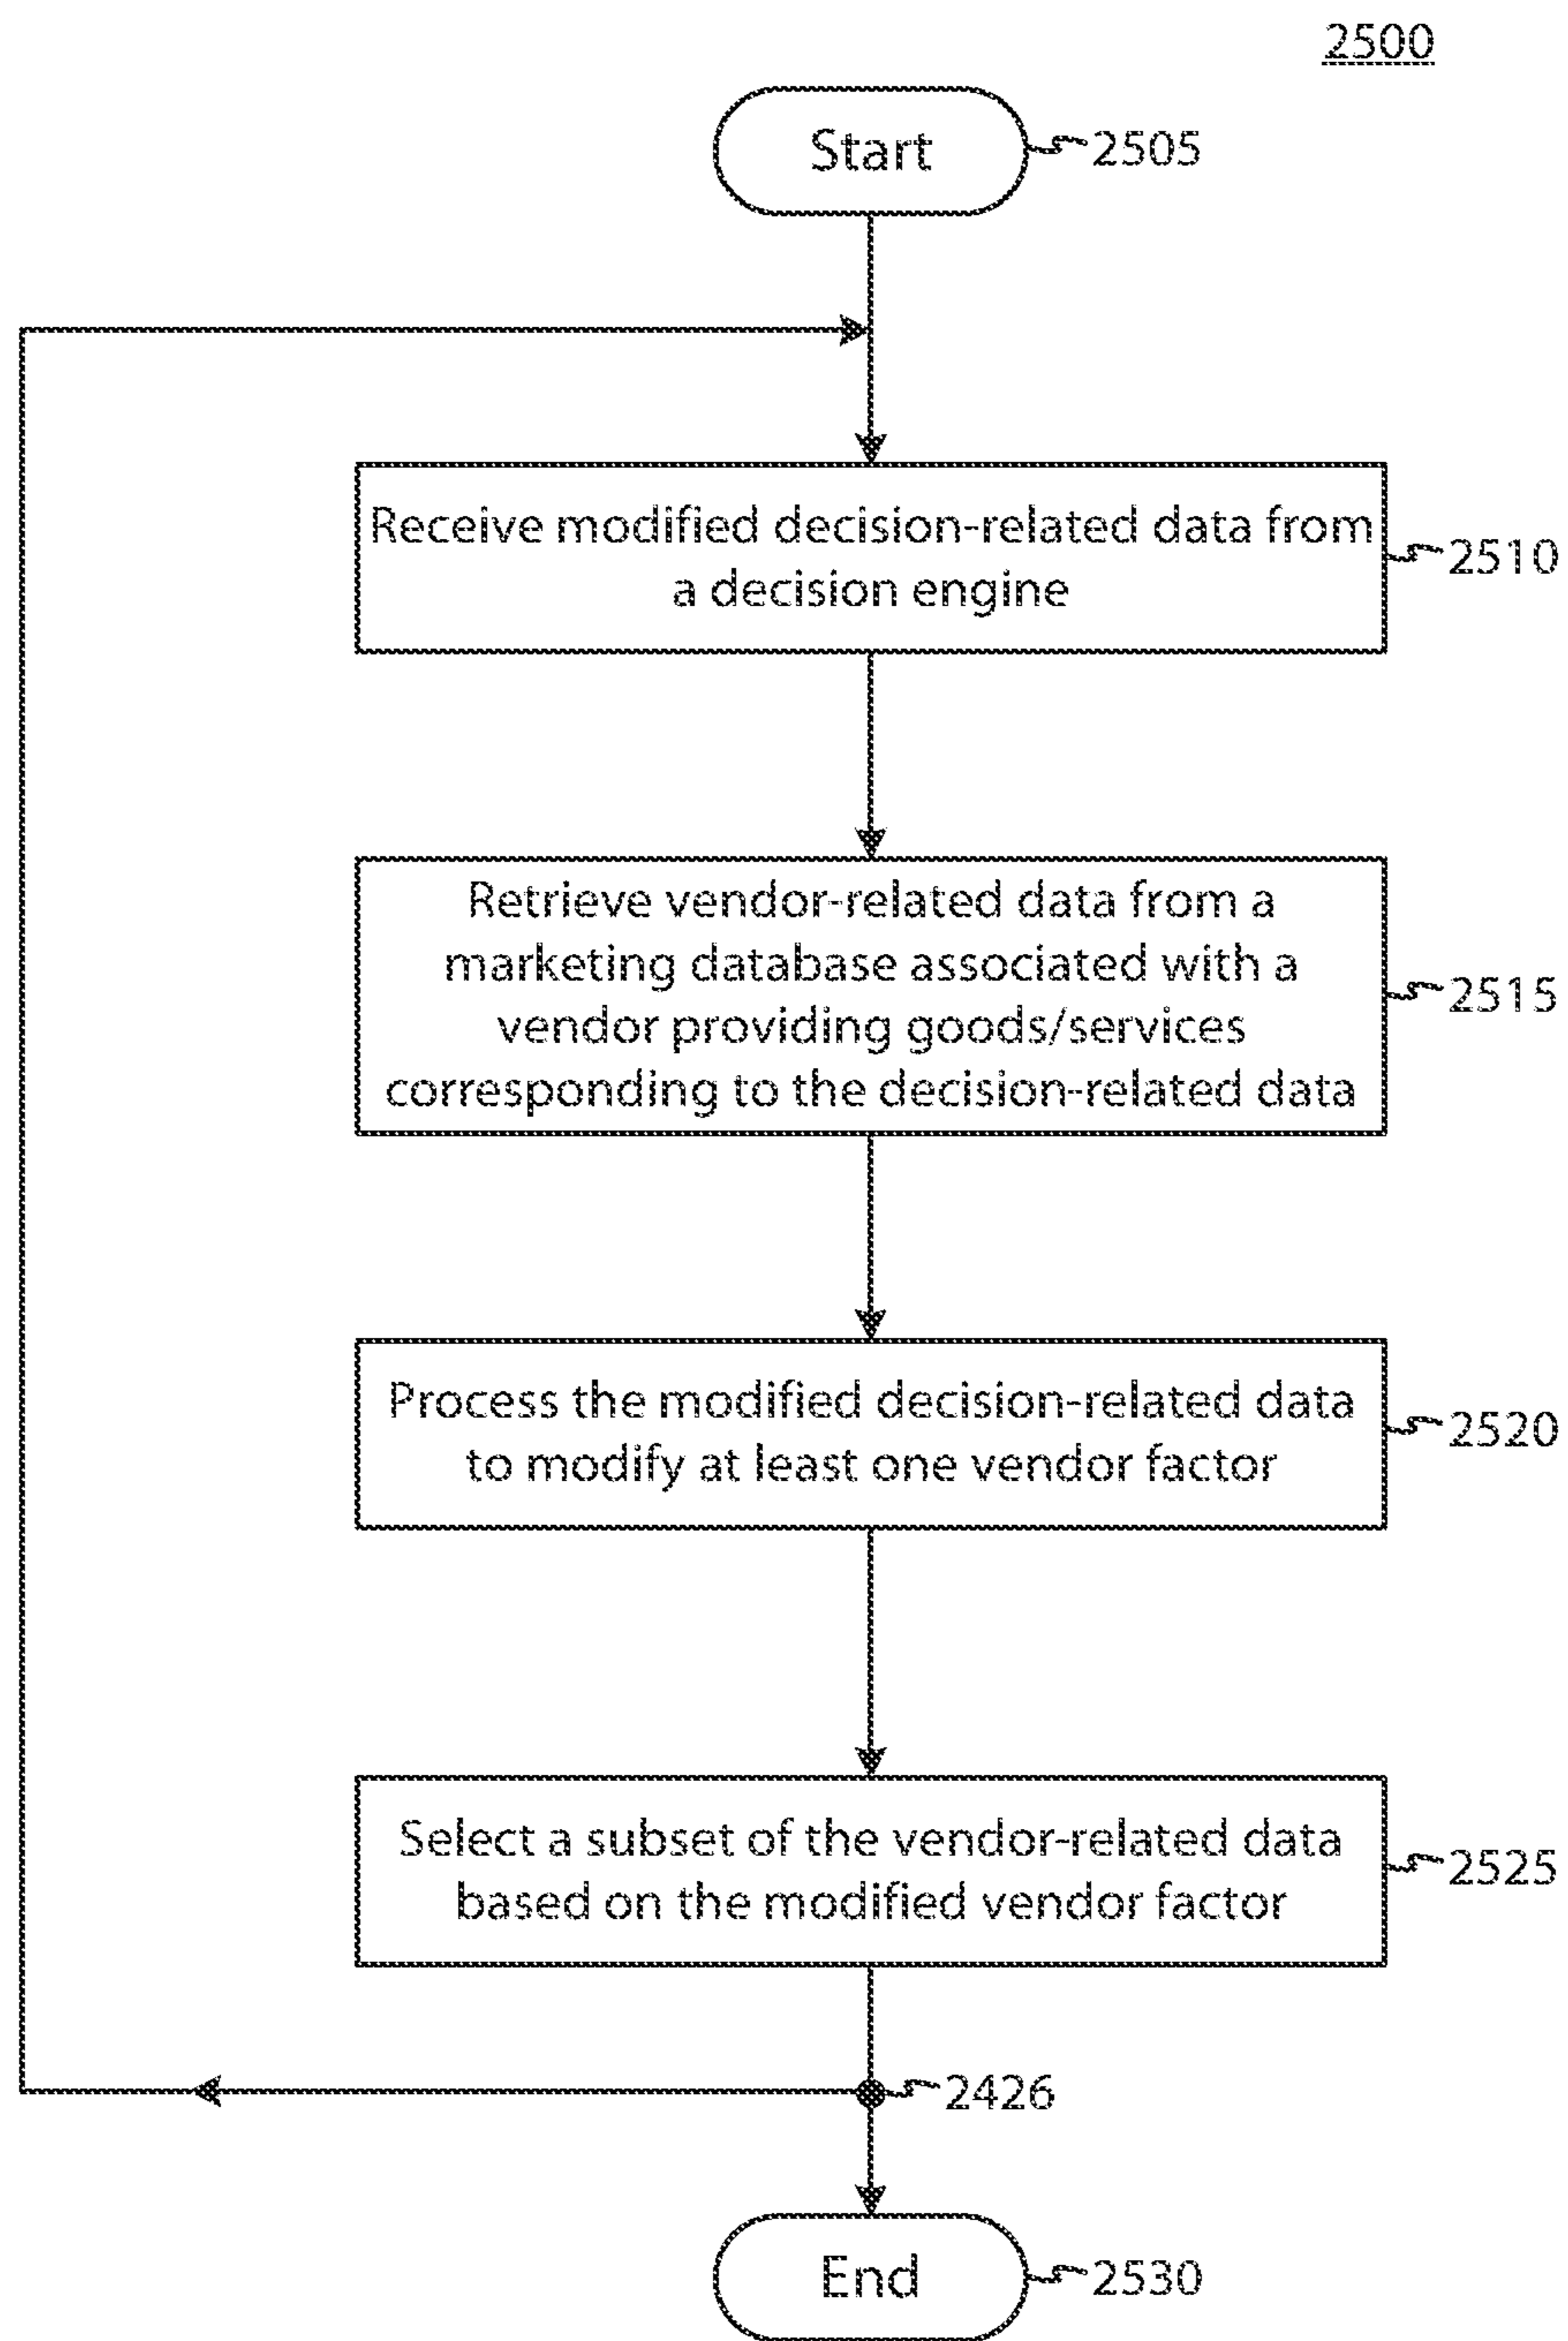 2500
Start
2505
Receive modified decision-related data from
a decision engine
2510
Retrieve vendor-related data from a
marketing database associated with a
vendor providing goods/services
corresponding to the decision-related data
2515
Process the modified decision-related data
to modify at least one vendor factor
2520
Select a subset of the vendor-related data
based on the modified vendor factor
2525
2426
End
2530